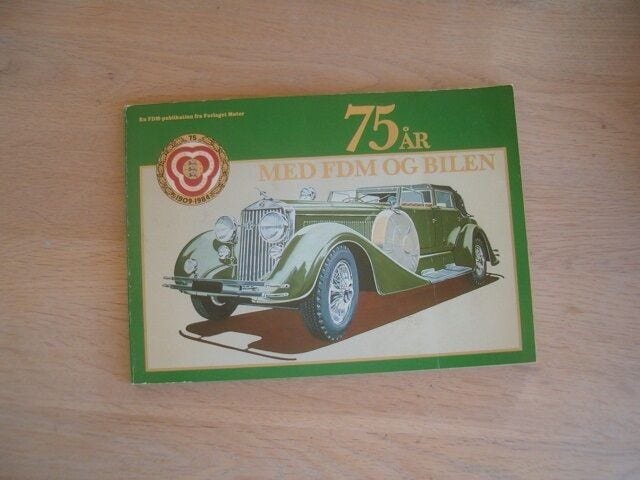 En FDM-publikation fra Forlaget Motor
75 ÅR
MED FDM OG BILEN
75
1909-1984